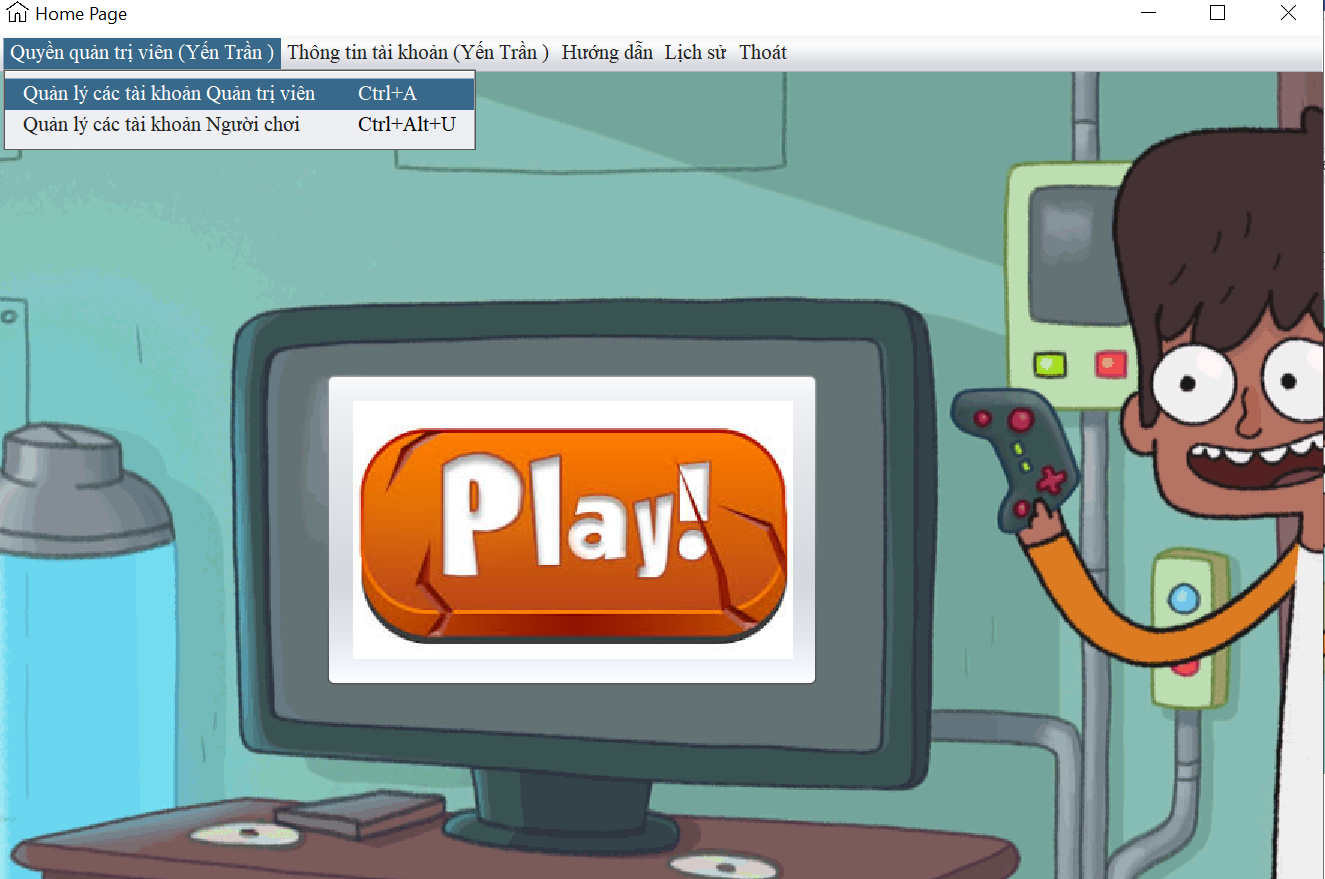 Home Page
Quyền quản trị viên (Yến Trần ) Thông tin tài khoản (Yến Trần ) Hướng dẫn Lịch sử Thoát
Quản lý các tài khoản Quản trị viên Ctrl+A
Quản lý các tài khoản Người chơi Ctrl+Alt+U
Play!